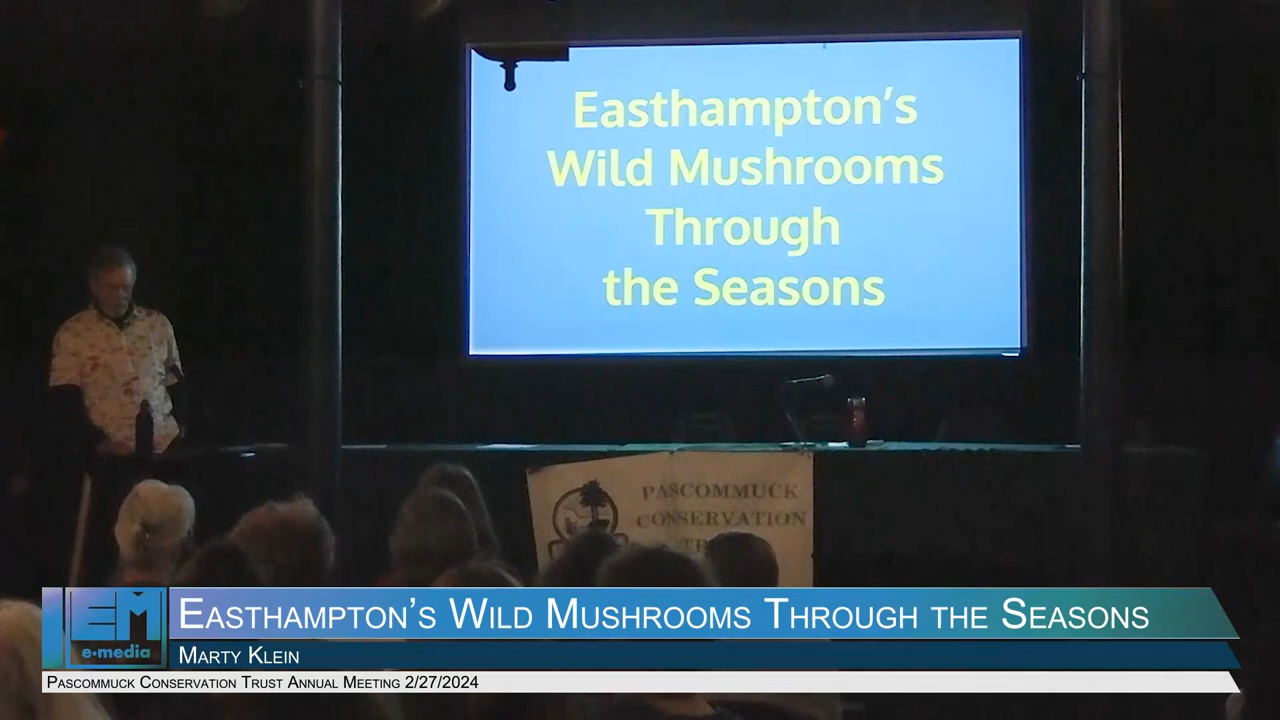 Easthampton’s
Wild Mushrooms
Through
the Seasons
PASCOMMUCK
CONSERVATION
EM
e-media
Easthampton’s Wild Mushrooms Through the Seasons
Marty Klein
Pascommuck Conservation Trust Annual Meeting 2/27/2024